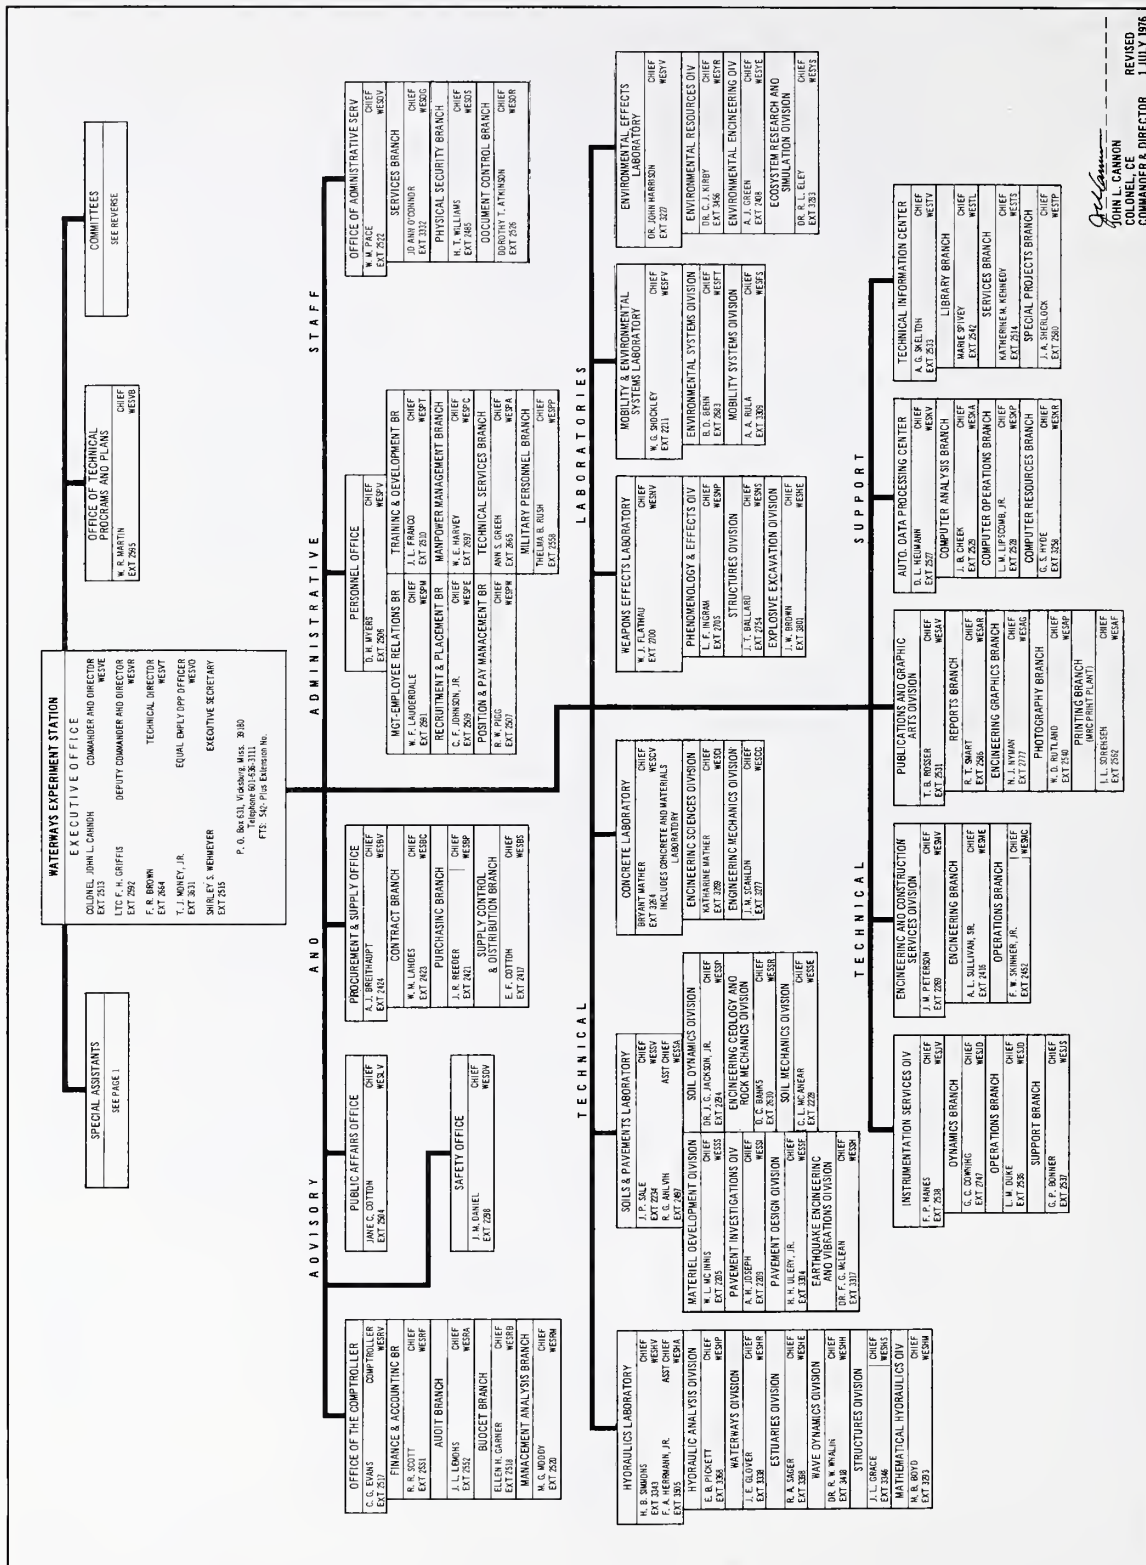 WATERWAYS EXPERIMENT STATION
EXECUTIVE OFFICE
COLONEL JOHN L. CANNON COMMANDER AND DIRECTOR
EXT 2513 WESVE
LTC F. H. GRIFFIS DEPUTY COMMANDER AND DIRECTOR
EXT 2592 WESVR
F. R. BROWN TECHNICAL DIRECTOR
EXT 2664 WESVT
T. J. MONEY, JR. EQUAL EMPLY OPP OFFICER
EXT 3631 WESVO
SHIRLEY S. WEHMEYER EXECUTIVE SECRETARY
EXT 2515
P. O. Box 631, Vicksburg, Miss. 39180
Telephone 601-636-3111
FTS: 542- Plus Extension No.
SPECIAL ASSISTANTS
SEE PAGE 1
OFFICE OF TECHNICAL
PROGRAMS AND PLANS
W. R. MARTIN CHIEF
EXT 2595 WESVB
COMMITTEES
SEE REVERSE
ADVISORY AND ADMINISTRATIVE STAFF
OFFICE OF THE COMPTROLLER
C. G. EVANS COMPTROLLER
EXT 2517 WESRV
FINANCE & ACCOUNTING BR
R. R. SCOTT CHIEF
EXT 2551 WESRF
AUDIT BRANCH
J. L. LEMONS CHIEF
EXT 2552 WESRA
BUDGET BRANCH
ELLEN H. GARNER CHIEF
EXT 2518 WESRB
MANAGEMENT ANALYSIS BRANCH
M. G. MOODY CHIEF
EXT 2520 WESRM
PUBLIC AFFAIRS OFFICE
JANE C. COTTON CHIEF
EXT 2504 WESLV
SAFETY OFFICE
J. M. DANIEL CHIEF
EXT 2298 WESDV
PROCUREMENT & SUPPLY OFFICE
A. J. BREITHAUPT CHIEF
EXT 2424 WESBV
CONTRACT BRANCH
W. M. LAHOES CHIEF
EXT 2423 WESBC
PURCHASING BRANCH
J. R. REEDER CHIEF
EXT 2421 WESBP
SUPPLY CONTROL
& DISTRIBUTION BRANCH
E. F. COTTON CHIEF
EXT 2417 WESBS
PERSONNEL OFFICE
D. H. MYERS CHIEF
EXT 2506 WESPV
MGT-EMPLOYEE RELATIONS BR
W. F. LAUDERDALE CHIEF
EXT 2591 WESPM
RECRUITMENT & PLACEMENT BR
C. F. JOHNSON, JR. CHIEF
EXT 2509 WESPE
POSITION & PAY MANAGEMENT BR
R. W. PIGG CHIEF
EXT 2507 WESPW
TRAINING & DEVELOPMENT BR
J. L. FRANCO CHIEF
EXT 2510 WESPT
MANPOWER MANAGEMENT BRANCH
W. E. HARVEY CHIEF
EXT 2697 WESPC
TECHNICAL SERVICES BRANCH
ANN S. GREEN CHIEF
EXT 2665 WESPA
MILITARY PERSONNEL BRANCH
THELMA B. RUSH CHIEF
EXT 2558 WESPP
OFFICE OF ADMINISTRATIVE SERV
W. M. PACE CHIEF
EXT 2522 WESOV
SERVICES BRANCH
JO ANN O'CONNOR CHIEF
EXT 3332 WESOG
PHYSICAL SECURITY BRANCH
H. T. WILLIAMS CHIEF
EXT 2485 WESOS
DOCUMENT CONTROL BRANCH
DOROTHY T. ATKINSON CHIEF
EXT 2526 WESOR
TECHNICAL LABORATORIES
HYDRAULICS LABORATORY
H. B. SIMMONS CHIEF
EXT 3343 WESHV
F. A. HERRMANN, JR. ASST CHIEF
EXT 3505 WESHA
HYDRAULIC ANALYSIS DIVISION
E. B. PICKETT CHIEF
EXT 3368 WESHP
WATERWAYS DIVISION
J. E. GLOVER CHIEF
EXT 3338 WESHR
ESTUARIES DIVISION
R. A. SAGER CHIEF
EXT 3398 WESHE
WAVE DYNAMICS DIVISION
DR. R. W. WHALIN CHIEF
EXT 3418 WESHH
STRUCTURES DIVISION
J. L. GRACE CHIEF
EXT 3346 WESHS
MATHEMATICAL HYDRAULICS DIV
M. B. BOYD CHIEF
EXT 3293 WESHM
SOILS & PAVEMENTS LABORATORY
J. P. SALE CHIEF
EXT 2234 WESSV
R. G. AHLVIN ASST CHIEF
EXT 2497 WESSA
MATERIEL DEVELOPMENT DIVISION
W. L. MC INNIS CHIEF
EXT 2205 WESSS
PAVEMENT INVESTIGATIONS DIV
A. H. JOSEPH CHIEF
EXT 2209 WESSI
PAVEMENT DESIGN DIVISION
H. H. ULERY, JR. CHIEF
EXT 3304 WESSF
EARTHQUAKE ENGINEERING
AND VIBRATIONS DIVISION
DR. F. G. McLEAN CHIEF
EXT 3317 WESSH
SOIL DYNAMICS DIVISION
DR. J. G. JACKSON, JR. CHIEF
EXT 2294 WESSP
ENGINEERING GEOLOGY AND
ROCK MECHANICS DIVISION
D. C. BANKS CHIEF
EXT 2630 WESSR
SOIL MECHANICS DIVISION
C. L. MC ANEAR CHIEF
EXT 2228 WESSE
CONCRETE LABORATORY
BRYANT MATHER CHIEF
EXT 3264 WESCV
INCLUDES CONCRETE AND MATERIALS
LABORATORY
ENGINEERING SCIENCES DIVISION
KATHARINE MATHER CHIEF
EXT 3269 WESCI
ENGINEERING MECHANICS DIVISION
J. M. SCANLON CHIEF
EXT 3277 WESCC
WEAPONS EFFECTS LABORATORY
W. J. FLATHAU CHIEF
EXT 2700 WESNV
PHENOMENOLOGY & EFFECTS DIV
L. F. INGRAM CHIEF
EXT 2705 WESNP
STRUCTURES DIVISION
J. T. BALLARD CHIEF
EXT 2754 WESNS
EXPLOSIVE EXCAVATION DIVISION
J. W. BROWN CHIEF
EXT 3801 WESNE
MOBILITY & ENVIRONMENTAL
SYSTEMS LABORATORY
W. G. SHOCKLEY CHIEF
EXT 2211 WESFV
ENVIRONMENTAL SYSTEMS DIVISION
B. O. BENN CHIEF
EXT 2683 WESFT
MOBILITY SYSTEMS DIVISION
A. A. RULA CHIEF
EXT 3309 WESFS
ENVIRONMENTAL EFFECTS
LABORATORY
DR. JOHN HARRISON CHIEF
EXT 3227 WESYV
ENVIRONMENTAL RESOURCES DIV
DR. C. J. KIRBY CHIEF
EXT 3456 WESYR
ENVIRONMENTAL ENGINEERING DIV
A. J. GREEN CHIEF
EXT 2408 WESYE
ECOSYSTEM RESEARCH AND
SIMULATION DIVISION
DR. R. L. ELEY CHIEF
EXT 3283 WESYS
TECHNICAL SUPPORT
INSTRUMENTATION SERVICES DIV
F. P. HANES CHIEF
EXT 2538 WESJV
DYNAMICS BRANCH
G. C. DOWNING CHIEF
EXT 2747 WESJD
OPERATIONS BRANCH
L. M. DUKE CHIEF
EXT 2536 WESJO
SUPPORT BRANCH
G. P. BONNER CHIEF
EXT 2537 WESJS
ENGINEERING AND CONSTRUCTION
SERVICES DIVISION
J. M. PETERSON CHIEF
EXT 2269 WESMV
ENGINEERING BRANCH
A. L. SULLIVAN, SR. CHIEF
EXT 2416 WESME
OPERATIONS BRANCH
F. W. SKINNER, JR. CHIEF
EXT 2452 WESMC
PUBLICATIONS AND GRAPHIC
ARTS DIVISION
T. B. ROSSER CHIEF
EXT 2531 WESAV
REPORTS BRANCH
R. T. SMART CHIEF
EXT 2586 WESAR
ENGINEERING GRAPHICS BRANCH
N. J. NYMAN CHIEF
EXT 2777 WESAG
PHOTOGRAPHY BRANCH
W. D. RUTLAND CHIEF
EXT 2540 WESAP
PRINTING BRANCH
(MRC PRINT PLANT)
I. L. SORENSEN CHIEF
EXT 2562 WESAF
AUTO. DATA PROCESSING CENTER
D. L. NEUMANN CHIEF
EXT 2527 WESKV
COMPUTER ANALYSIS BRANCH
J. B. CHEEK CHIEF
EXT 2529 WESKA
COMPUTER OPERATIONS BRANCH
L. M. LIPSCOMB, JR. CHIEF
EXT 2528 WESKP
COMPUTER RESOURCES BRANCH
G. S. HYDE CHIEF
EXT 3258 WESKR
TECHNICAL INFORMATION CENTER
A. G. SKELTON CHIEF
EXT 2533 WESTV
LIBRARY BRANCH
MARIE SPIVEY CHIEF
EXT 2542 WESTL
SERVICES BRANCH
KATHERINE M. KENNEDY CHIEF
EXT 2514 WESTS
SPECIAL PROJECTS BRANCH
J. A. SHERLOCK CHIEF
EXT 2580 WESTP
JOHN L. CANNON
COLONEL, CE REVISED
COMMANDER & DIRECTOR 1 JULY 1976